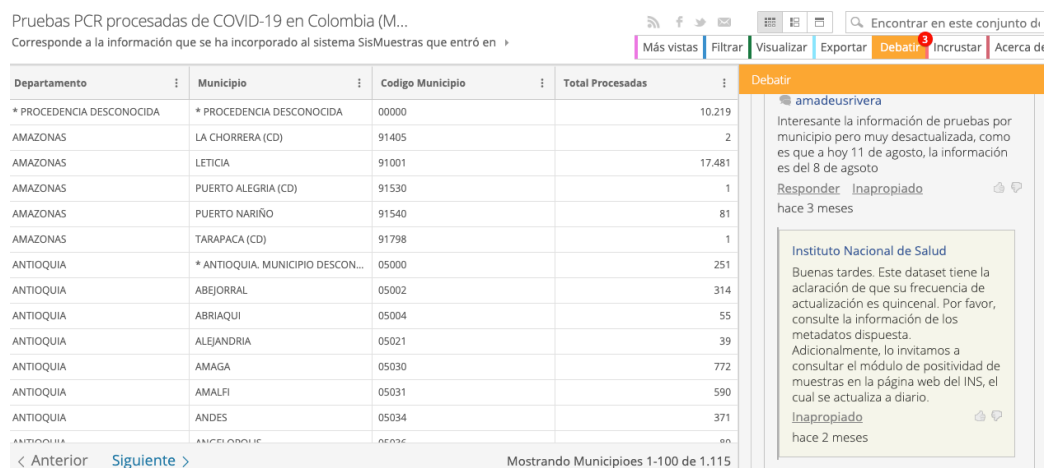 Pruebas PCR procesadas de COVID-19 en Colombia (M...
Corresponde a la información que se ha incorporado al sistema SisMuestras que entró en
Encontrar en este conjunto de
Más vistas Filtrar Visualizar Exportar Debatir 3 Incrustar Acerca de
Departamento Municipio Codigo Municipio Total Procesadas
* PROCEDENCIA DESCONOCIDA * PROCEDENCIA DESCONOCIDA 00000 10.219
AMAZONAS LA CHORRERA (CD) 91405 2
AMAZONAS LETICIA 91001 17.481
AMAZONAS PUERTO ALEGRIA (CD) 91530 1
AMAZONAS PUERTO NARIÑO 91540 81
AMAZONAS TARAPACA (CD) 91798 1
ANTIOQUIA * ANTIOQUIA. MUNICIPIO DESCON... 05000 251
ANTIOQUIA ABEJORRAL 05002 314
ANTIOQUIA ABRIAQUI 05004 55
ANTIOQUIA ALEJANDRIA 05021 39
ANTIOQUIA AMAGA 05030 772
ANTIOQUIA AMALFI 05031 590
ANTIOQUIA ANDES 05034 371
ANTIOQUIA ANGELOPOLIS 05036 80
< Anterior Siguiente > Mostrando Municipioes 1-100 de 1.115
Debatir
amadeusrivera
Interesante la información de pruebas por
municipio pero muy desactualizada, como
es que a hoy 11 de agosto, la información
es del 8 de agsoto
Responder Inapropiado
hace 3 meses
Instituto Nacional de Salud
Buenas tardes. Este dataset tiene la
aclaración de que su frecuencia de
actualización es quincenal. Por favor,
consulte la información de los
metadatos dispuesta.
Adicionalmente, lo invitamos a
consultar el módulo de positividad de
muestras en la página web del INS, el
cual se actualiza a diario.
Inapropiado
hace 2 meses